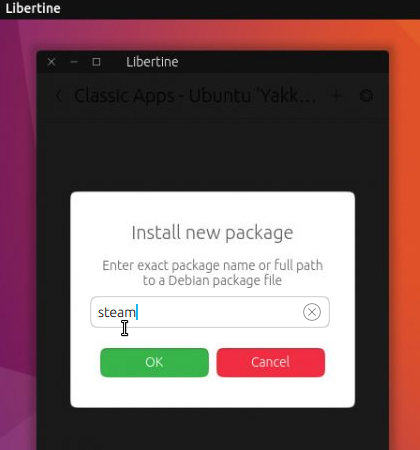 Libertine
Libertine
Classic Apps - Ubuntu 'Yakk...
Install new package
Enter exact package name or full path
to a Debian package file
steam
OK
Cancel